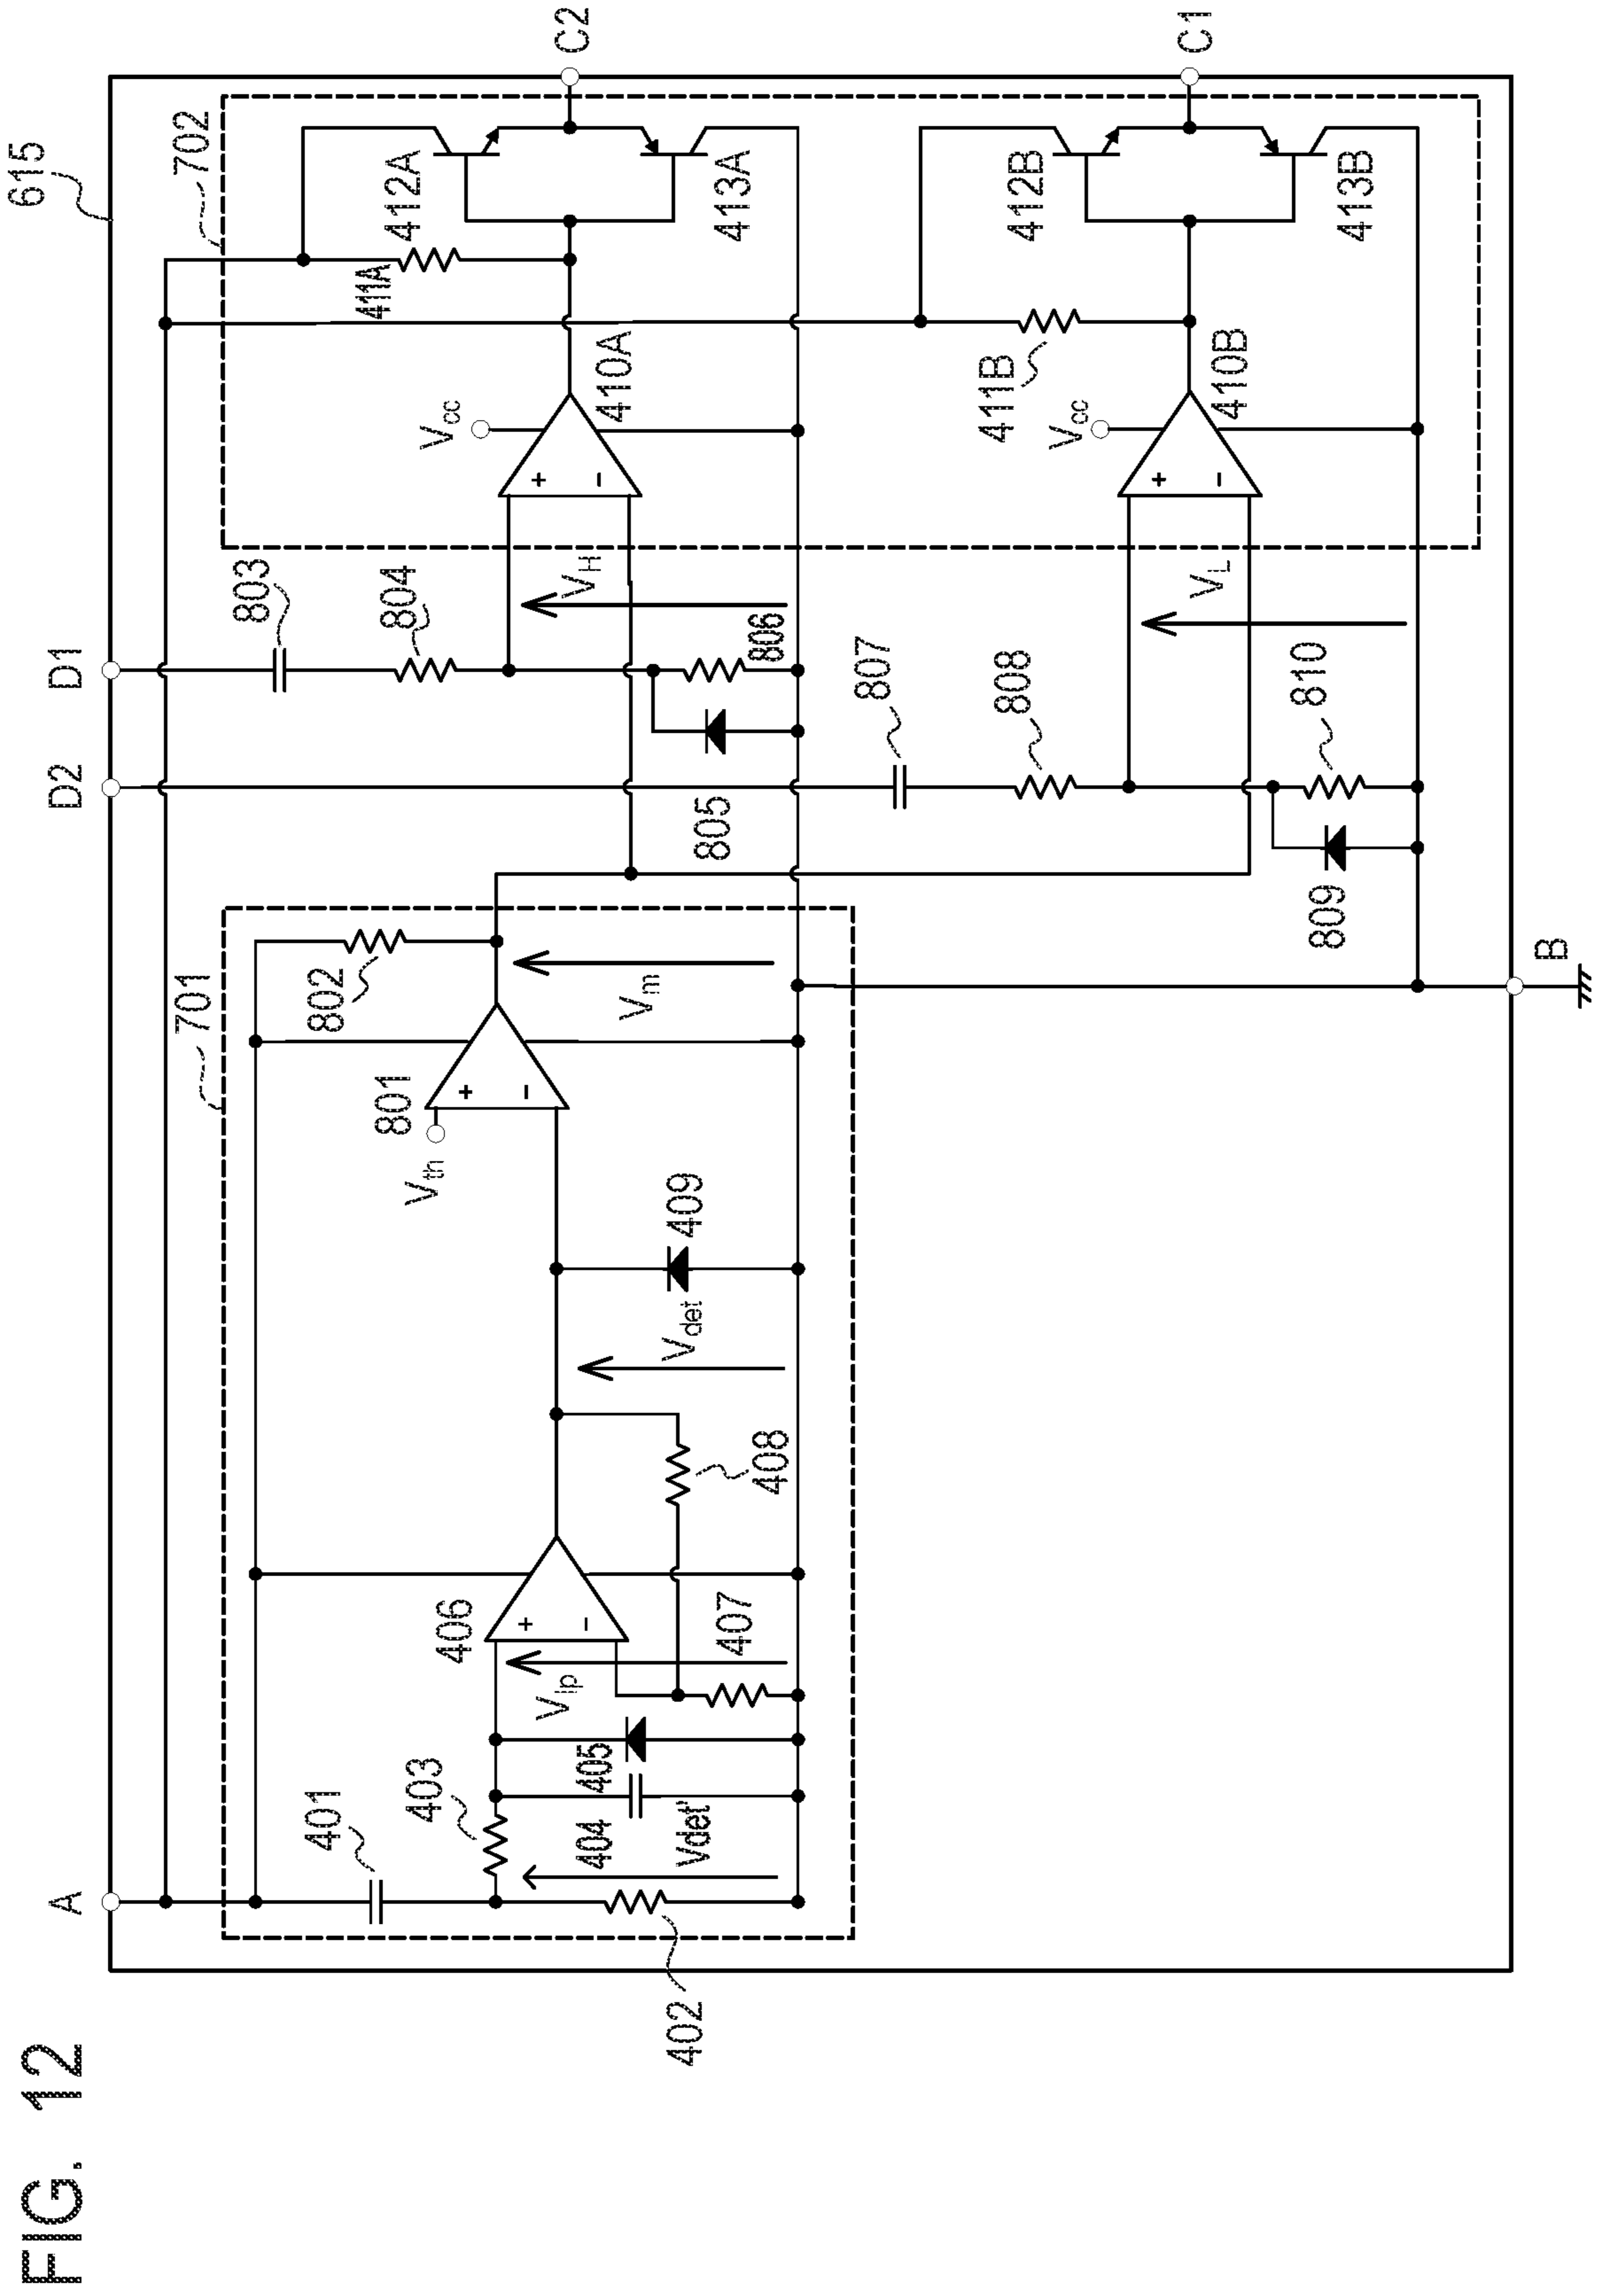 FIG. 12
615
702
701
A
D2
D1
C2
C1
B
401
402
403
404
405
Vdet'
Vip
406
407
408
Vdet
409
Vth
801
802
Vm
803
804
805
806
VH
807
808
809
810
VL
Vcc
410A
411A
412A
413A
Vcc
410B
411B
412B
413B
+
−
+
−
+
−
+
−